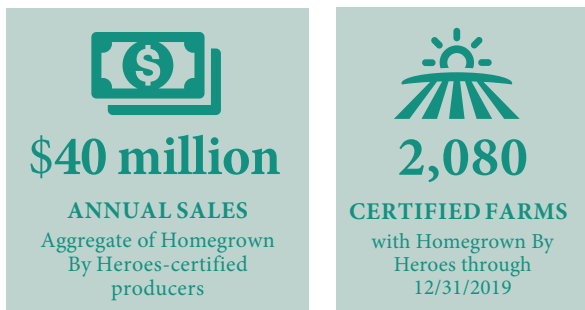 $40 million
ANNUAL SALES
Aggregate of Homegrown
By Heroes-certified
producers
2,080
CERTIFIED FARMS
with Homegrown By
Heroes through
12/31/2019